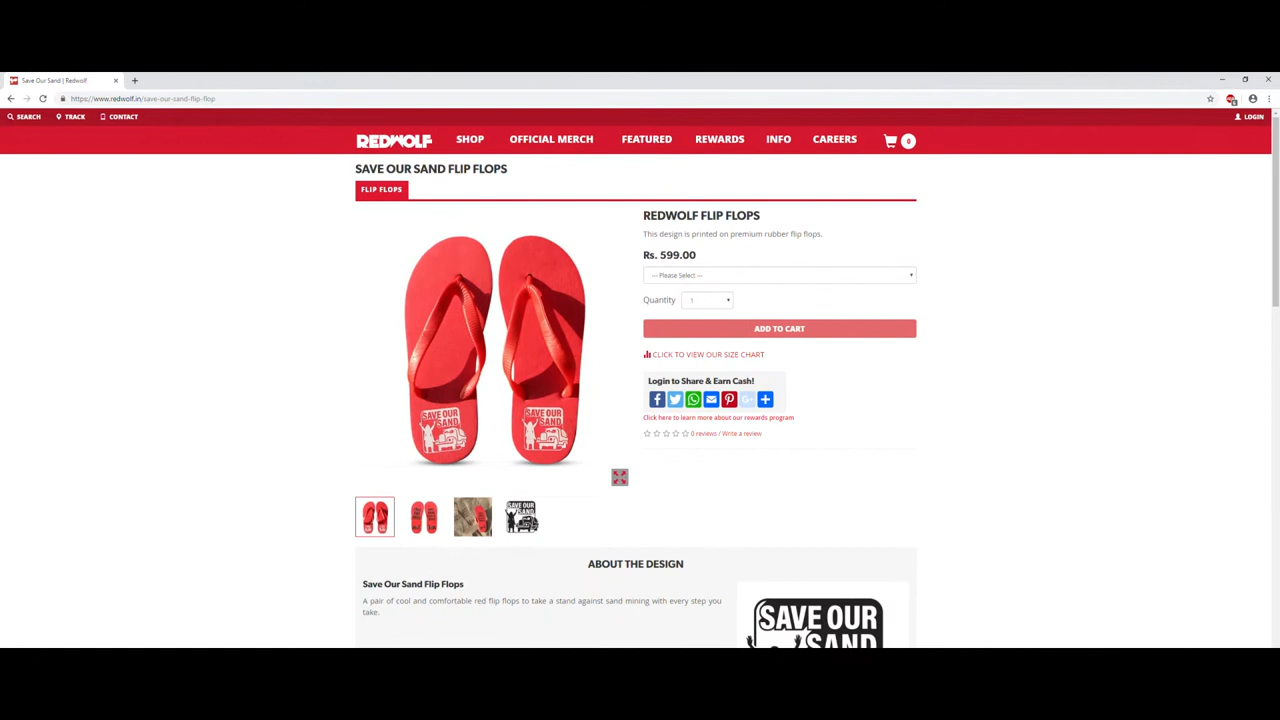 Save Our Sand | Redwolf
https://www.redwolf.in/save-our-sand-flip-flop
SEARCH TRACK CONTACT LOGIN
REDWOLF SHOP OFFICIAL MERCH FEATURED REWARDS INFO CAREERS 0
SAVE OUR SAND FLIP FLOPS
FLIP FLOPS
REDWOLF FLIP FLOPS
This design is printed on premium rubber flip flops.
Rs. 599.00
--- Please Select ---
Quantity 1
ADD TO CART
CLICK TO VIEW OUR SIZE CHART
Login to Share & Earn Cash!
Click here to learn more about our rewards program
0 reviews / Write a review
SAVE OUR
SAND
SAVE OUR
SAND
SAVE OUR
SAND
ABOUT THE DESIGN
Save Our Sand Flip Flops
A pair of cool and comfortable red flip flops to take a stand against sand mining with every step you
take.
SAVE OUR
SAND